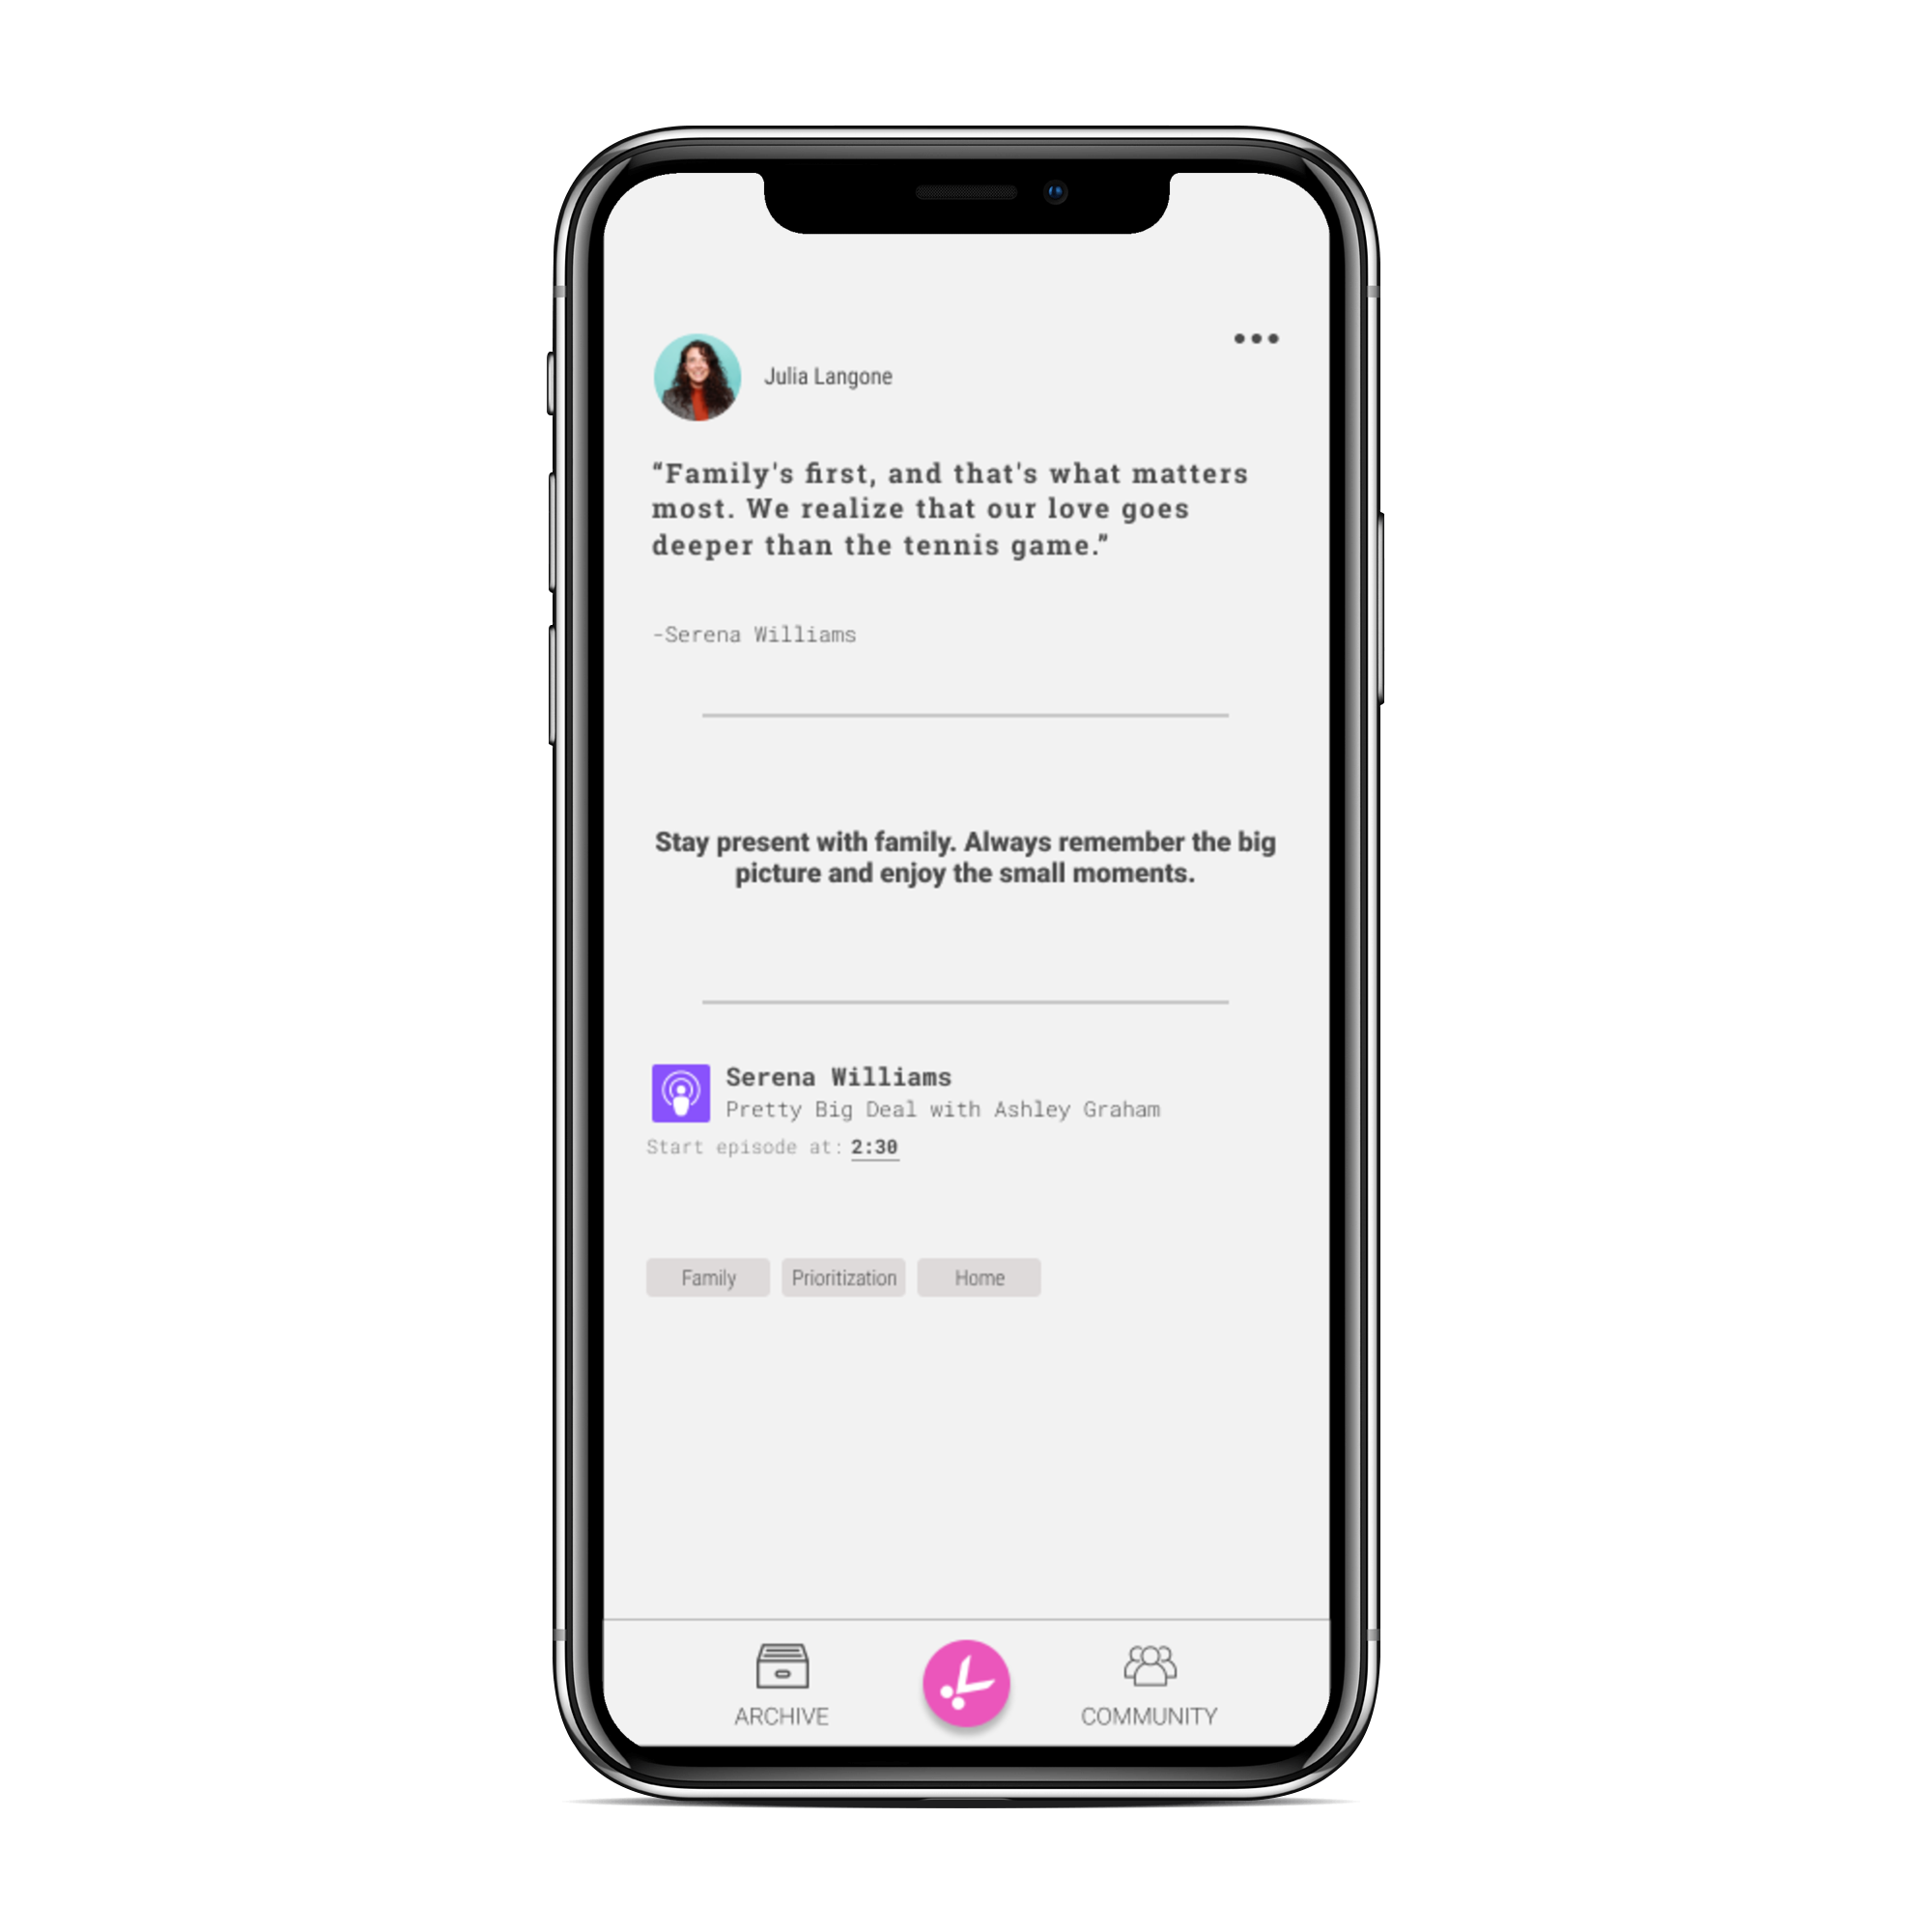 Julia Langone
“Family's first, and that's what matters
most. We realize that our love goes
deeper than the tennis game.”
-Serena Williams
Stay present with family. Always remember the big
picture and enjoy the small moments.
Serena Williams
Pretty Big Deal with Ashley Graham
Start episode at: 2:30
Family Prioritization Home
ARCHIVE COMMUNITY